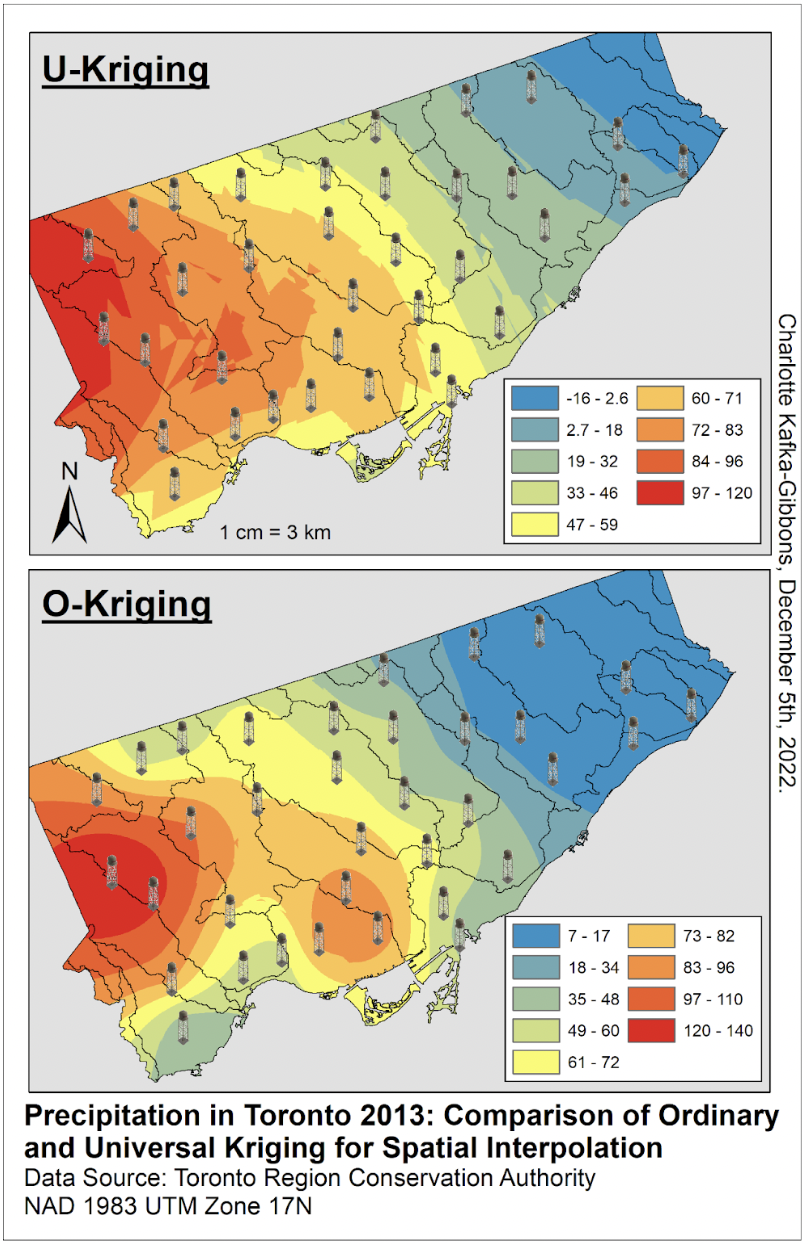 U-Kriging
N
1 cm = 3 km
-16 - 2.6
2.7 - 18
19 - 32
33 - 46
47 - 59
60 - 71
72 - 83
84 - 96
97 - 120
Charlotte Kafka-Gibbons, December 5th, 2022.
O-Kriging
7 - 17
18 - 34
35 - 48
49 - 60
61 - 72
73 - 82
83 - 96
97 - 110
120 - 140
Precipitation in Toronto 2013: Comparison of Ordinary
and Universal Kriging for Spatial Interpolation
Data Source: Toronto Region Conservation Authority
NAD 1983 UTM Zone 17N